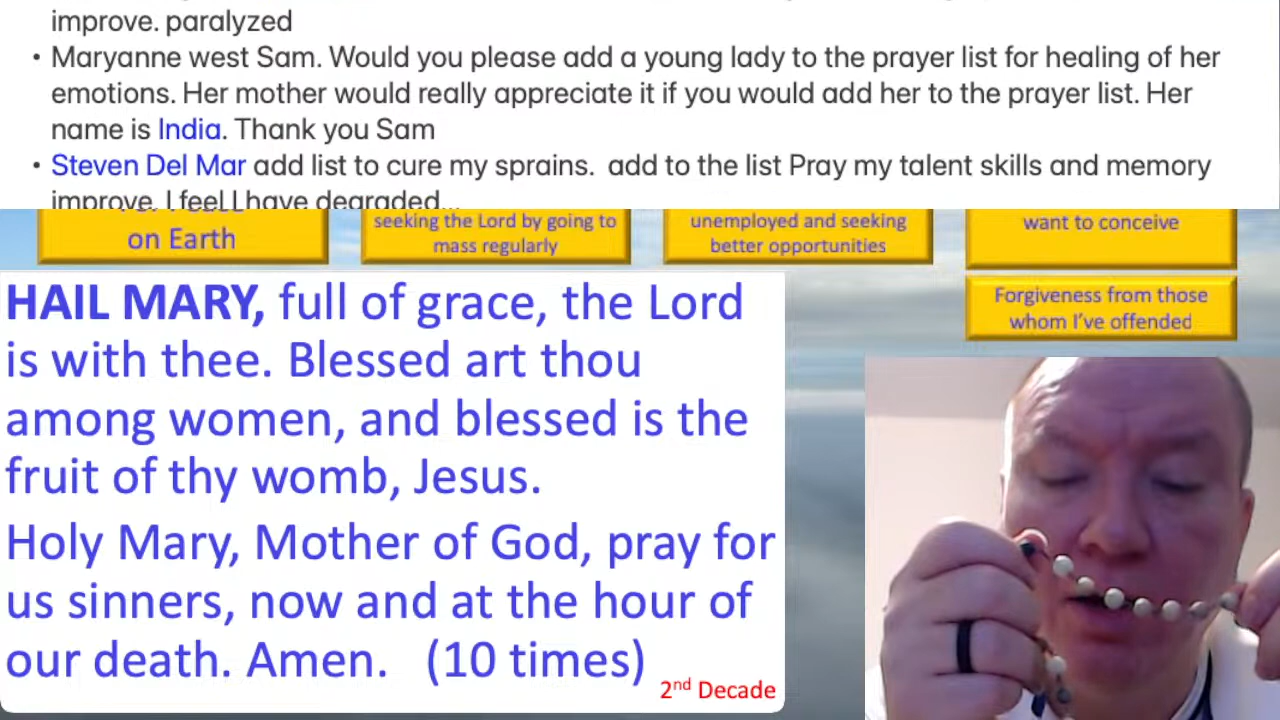 improve. paralyzed
• Maryanne west Sam. Would you please add a young lady to the prayer list for healing of her
emotions. Her mother would really appreciate it if you would add her to the prayer list. Her
name is India. Thank you Sam
• Steven Del Mar add list to cure my sprains.  add to the list Pray my talent skills and memory
improve. I feel I have degraded...
on Earth
seeking the Lord by going to
mass regularly
unemployed and seeking
better opportunities
want to conceive
Forgiveness from those
whom I've offended
HAIL MARY, full of grace, the Lord
is with thee. Blessed art thou
among women, and blessed is the
fruit of thy womb, Jesus.
Holy Mary, Mother of God, pray for
us sinners, now and at the hour of
our death. Amen.   (10 times)
2nd Decade